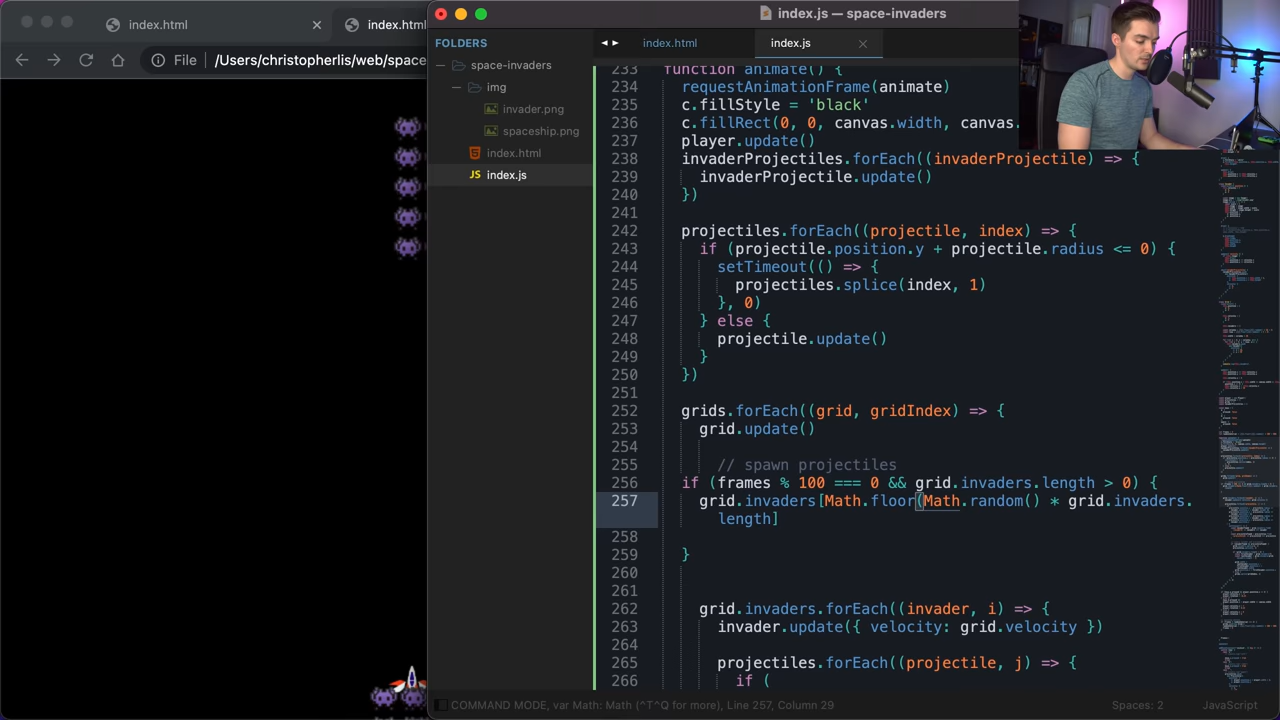 index.html
index.html
File
/Users/christopherlis/web/space
index.js — space-invaders
FOLDERS
space-invaders
img
invader.png
spaceship.png
index.html
JS index.js
index.html
index.js
233 function animate() {
234 requestAnimationFrame(animate)
235 c.fillStyle = 'black'
236 c.fillRect(0, 0, canvas.width, canvas.
237 player.update()
238 invaderProjectiles.forEach((invaderProjectile) => {
239 invaderProjectile.update()
240 })
241
242 projectiles.forEach((projectile, index) => {
243 if (projectile.position.y + projectile.radius <= 0) {
244 setTimeout(() => {
245 projectiles.splice(index, 1)
246 }, 0)
247 } else {
248 projectile.update()
249 }
250 })
251
252 grids.forEach((grid, gridIndex) => {
253 grid.update()
254
255 // spawn projectiles
256 if (frames % 100 === 0 && grid.invaders.length > 0) {
257 grid.invaders[Math.floor(Math.random() * grid.invaders.
length]
258
259 }
260
261
262 grid.invaders.forEach((invader, i) => {
263 invader.update({ velocity: grid.velocity })
264
265 projectiles.forEach((projectile, j) => {
266 if (
COMMAND MODE, var Math: Math (^T^Q for more), Line 257, Column 29
Spaces: 2
JavaScript